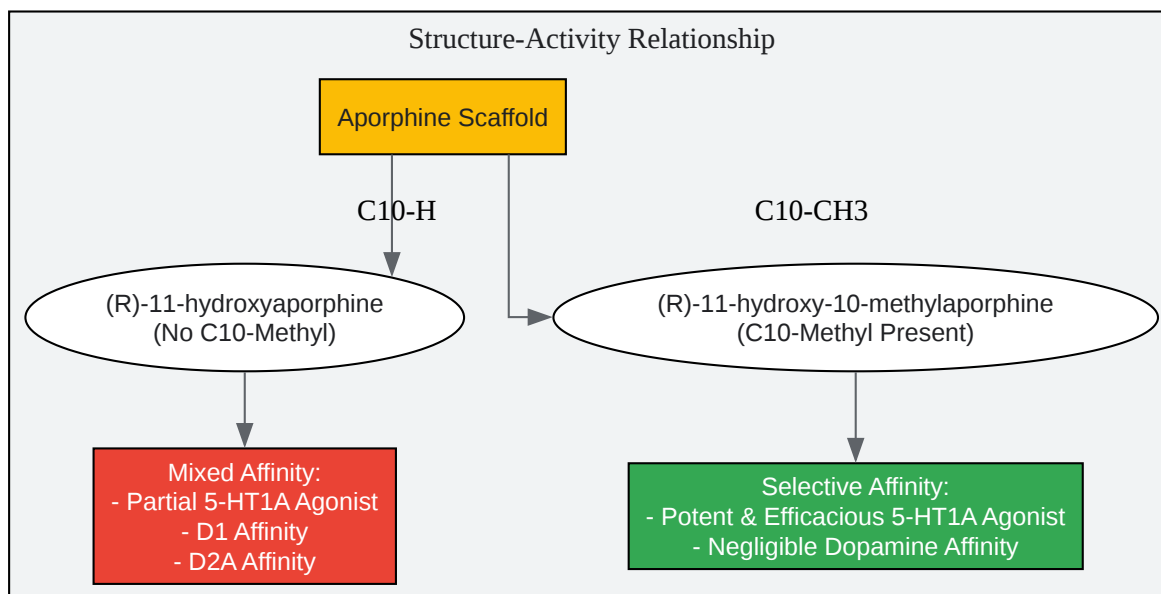 Structure-Activity Relationship
Aporphine Scaffold
C10-H
C10-CH3
(R)-11-hydroxyaporphine
(No C10-Methyl)
(R)-11-hydroxy-10-methylaporphine
(C10-Methyl Present)
Mixed Affinity:
- Partial 5-HT1A Agonist
- D1 Affinity
- D2A Affinity
Selective Affinity:
- Potent & Efficacious 5-HT1A Agonist
- Negligible Dopamine Affinity